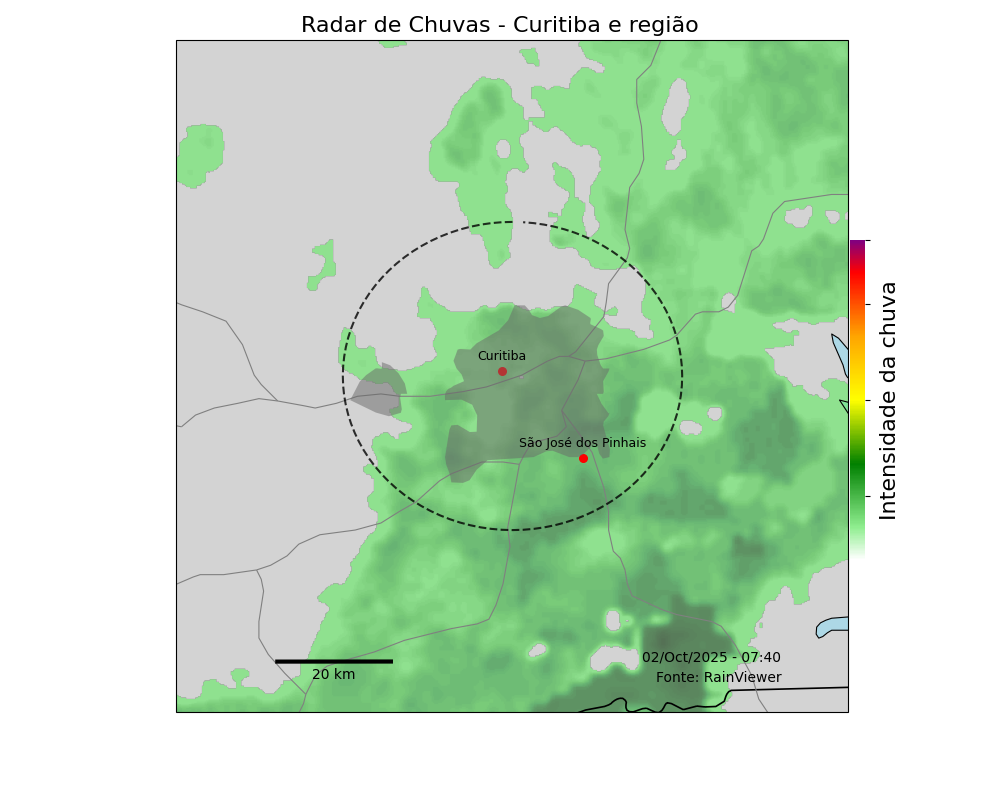 Radar de Chuvas - Curitiba e região
Curitiba
São José dos Pinhais
Intensidade da chuva
02/Oct/2025 - 07:40
Fonte: RainViewer
20 km